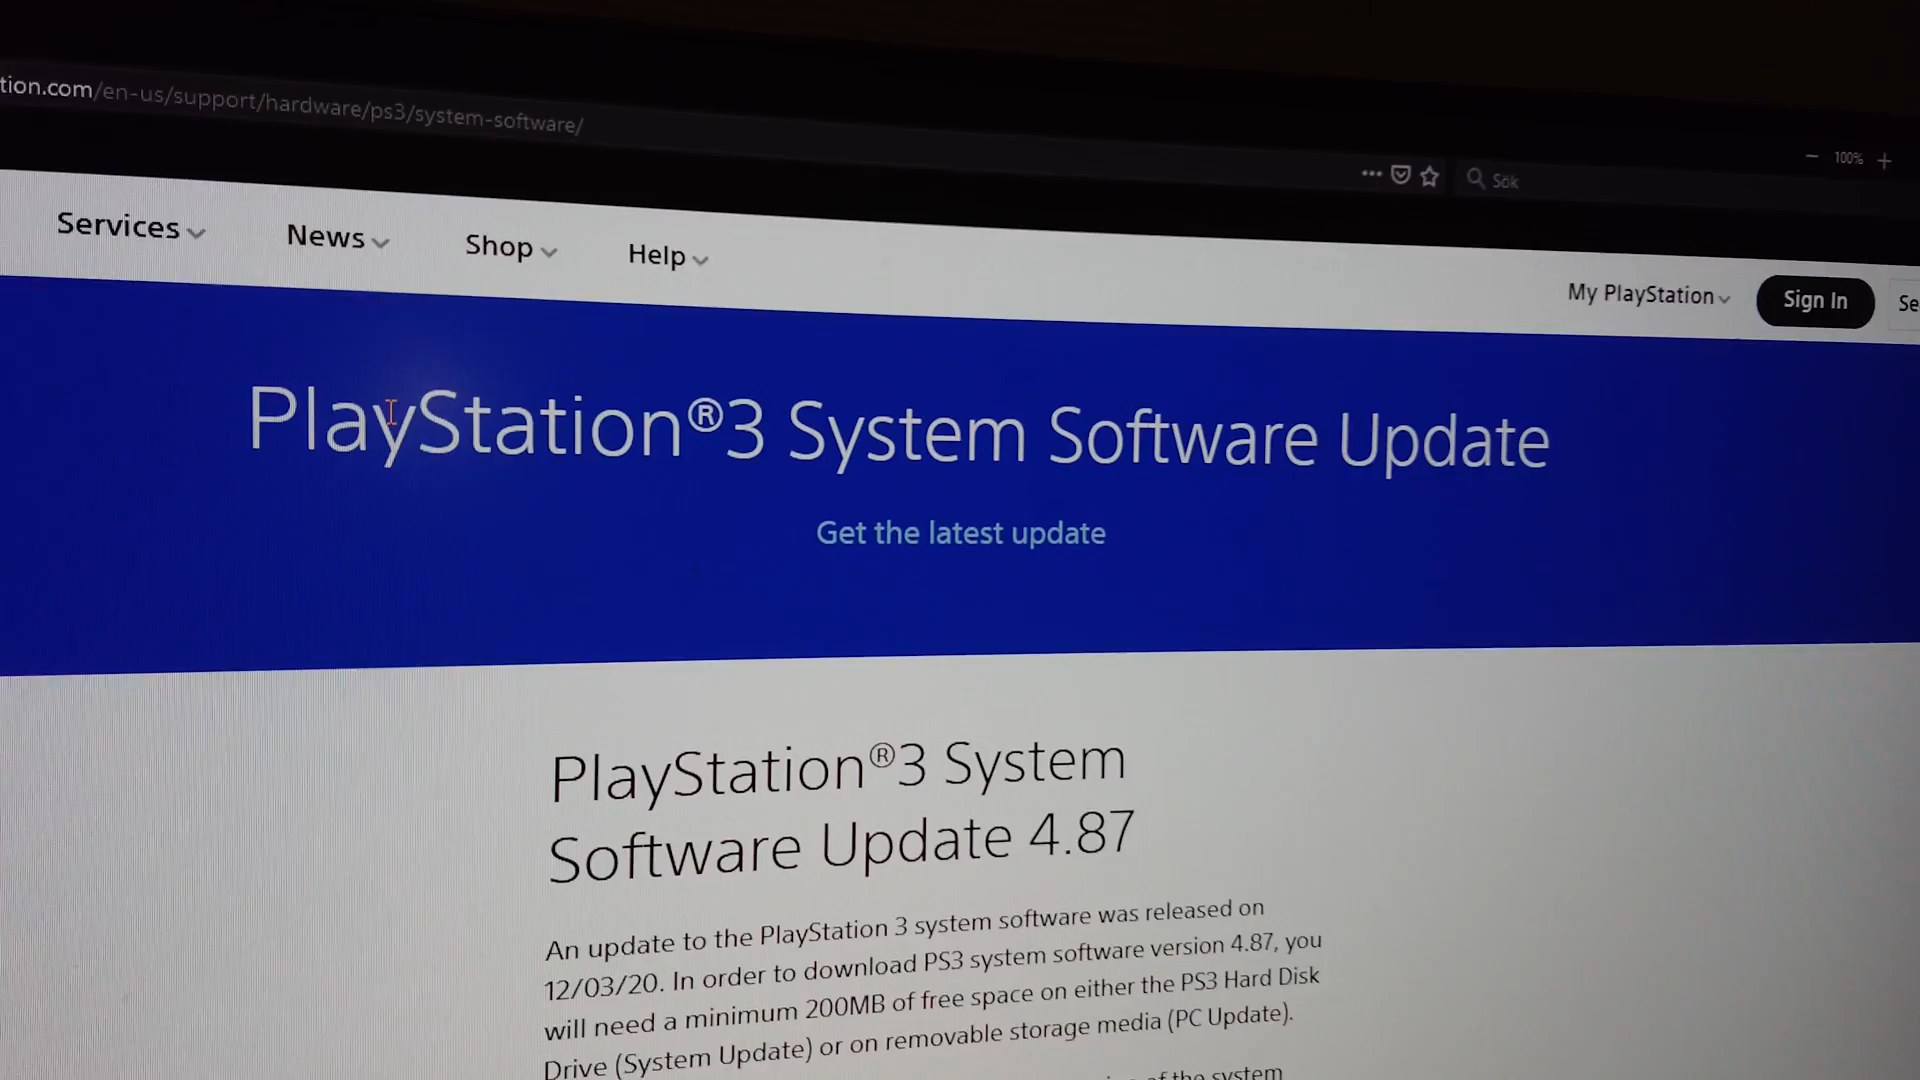 tion.com/en-us/support/hardware/ps3/system-software/
100%
Sök
Services
News
Shop
Help
My PlayStation
Sign In
Se
PlayStation®3 System Software Update
Get the latest update
PlayStation®3 System
Software Update 4.87
An update to the PlayStation 3 system software was released on
12/03/20. In order to download PS3 system software version 4.87, you
will need a minimum 200MB of free space on either the PS3 Hard Disk
Drive (System Update) or on removable storage media (PC Update).
of the system